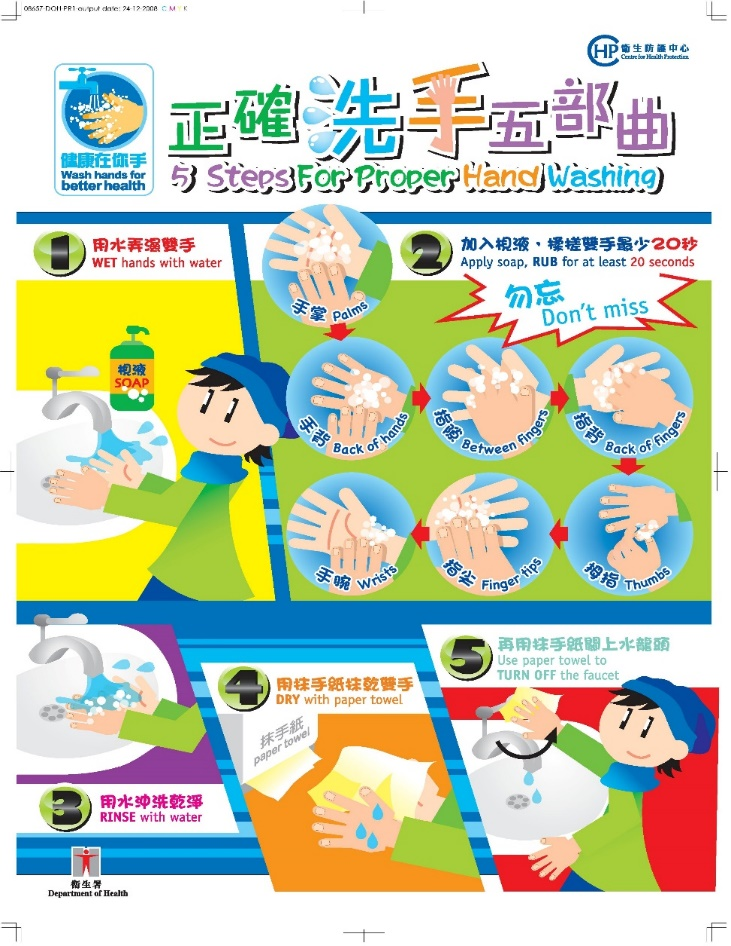 08657-DOH PR1 output date: 24-12-2008 C M Y K
CHP 衞生防護中心
Centre for Health Protection
健康在你手
Wash hands for
better health
正確洗手五部曲
5 Steps For Proper Hand Washing
1 用水弄濕雙手
WET hands with water
枧液
SOAP
2 加入枧液，揉搓雙手最少20秒
Apply soap, RUB for at least 20 seconds
勿忘
Don't miss
手掌 Palms
手背 Back of hands
指隙 Between fingers
指背 Back of fingers
拇指 Thumbs
指尖 Finger tips
手腕 Wrists
3 用水沖洗乾淨
RINSE with water
4 用抹手紙抹乾雙手
DRY with paper towel
抹手紙
paper towel
5 再用抹手紙關上水龍頭
Use paper towel to
TURN OFF the faucet
衞生署
Department of Health